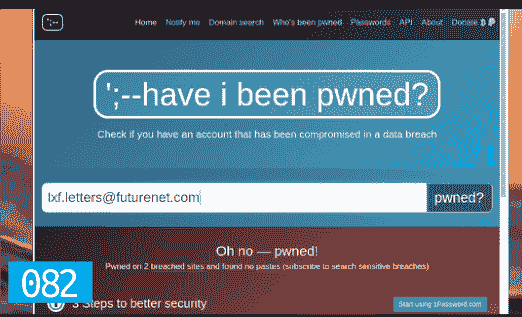 ';--
Home Notify me Domain search Who's been pwned Passwords API About Donate
';--have i been pwned?
Check if you have an account that has been compromised in a data breach
lxf.letters@futurenet.com
pwned?
Oh no — pwned!
Pwned on 2 breached sites and found no pastes (subscribe to search sensitive breaches)
082
3 Steps to better security
Start using 1Password.com